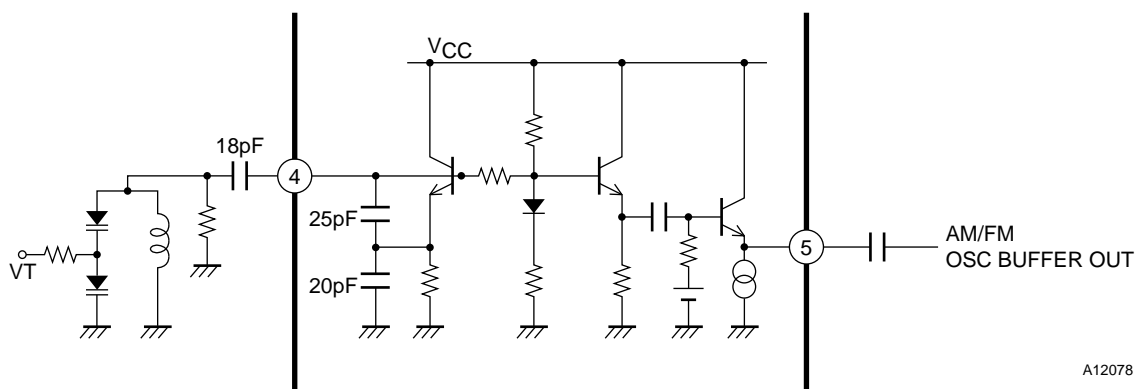 VCC
18pF
4
25pF
20pF
VT
5
AM/FM
OSC BUFFER OUT
A12078